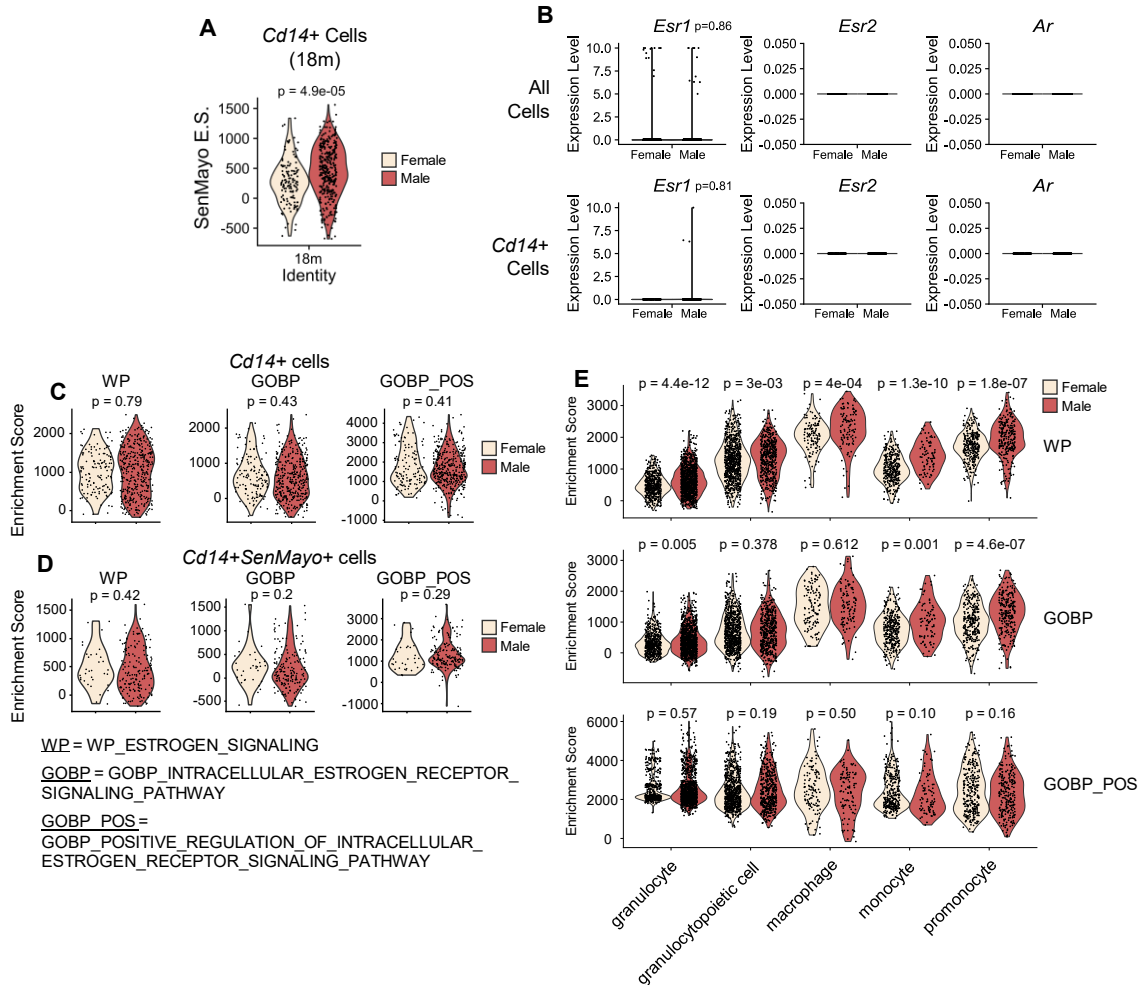 A
Cd14+ Cells
(18m)
p = 4.9e-05
SenMayo E.S.
1500
1000
500
0
-500
18m
Identity
Female
Male
B
Esr1 p=0.86
Esr2
Ar
All
Cells
Expression Level
10.0
7.5
5.0
2.5
0.0
Female Male
Expression Level
0.050
0.025
0.000
-0.025
-0.050
Female Male
Expression Level
0.050
0.025
0.000
-0.025
-0.050
Female Male
Esr1 p=0.81
Esr2
Ar
Cd14+
Cells
Expression Level
10.0
7.5
5.0
2.5
0.0
Female Male
Expression Level
0.050
0.025
0.000
-0.025
-0.050
Female Male
Expression Level
0.050
0.025
0.000
-0.025
-0.050
Female Male
C
Cd14+ cells
WP
p = 0.79
GOBP
p = 0.43
GOBP_POS
p = 0.41
Enrichment Score
2000
1000
0
2000
1000
0
4000
3000
2000
1000
0
-1000
Female
Male
D
Cd14+SenMayo+ cells
WP
p = 0.42
GOBP
p = 0.2
GOBP_POS
p = 0.29
Enrichment Score
1500
1000
500
0
1500
1000
500
0
-500
3000
2000
1000
0
-1000
Female
Male
WP = WP_ESTROGEN_SIGNALING
GOBP = GOBP_INTRACELLULAR_ESTROGEN_RECEPTOR_
SIGNALING_PATHWAY
GOBP_POS =
GOBP_POSITIVE_REGULATION_OF_INTRACELLULAR_
ESTROGEN_RECEPTOR_SIGNALING_PATHWAY
E
p = 4.4e-12 p = 3e-03 p = 4e-04 p = 1.3e-10 p = 1.8e-07
Female
Male
WP
Enrichment Score
3000
2000
1000
0
p = 0.005 p = 0.378 p = 0.612 p = 0.001 p = 4.6e-07
GOBP
Enrichment Score
3000
2000
1000
0
p = 0.57 p = 0.19 p = 0.50 p = 0.10 p = 0.16
GOBP_POS
Enrichment Score
6000
4000
2000
0
granulocyte
granulocytopoietic cell
macrophage
monocyte
promonocyte